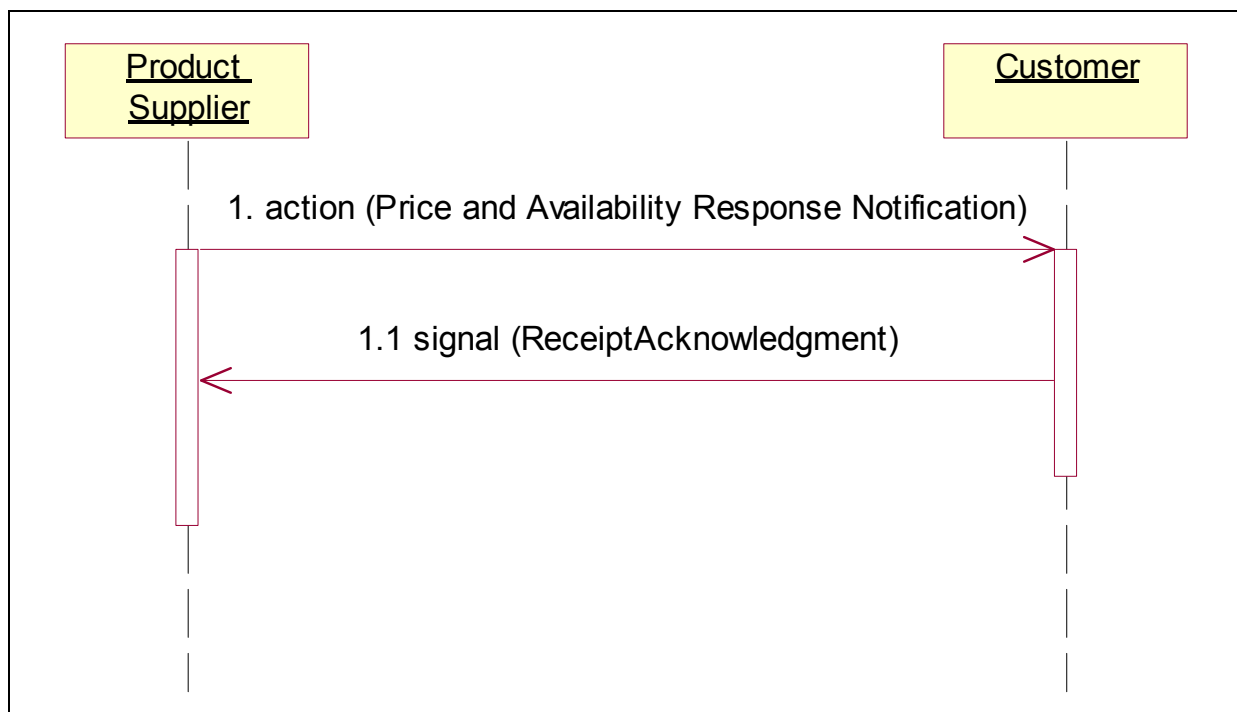 Product
Supplier
Customer
1. action (Price and Availability Response Notification)
1.1 signal (ReceiptAcknowledgment)